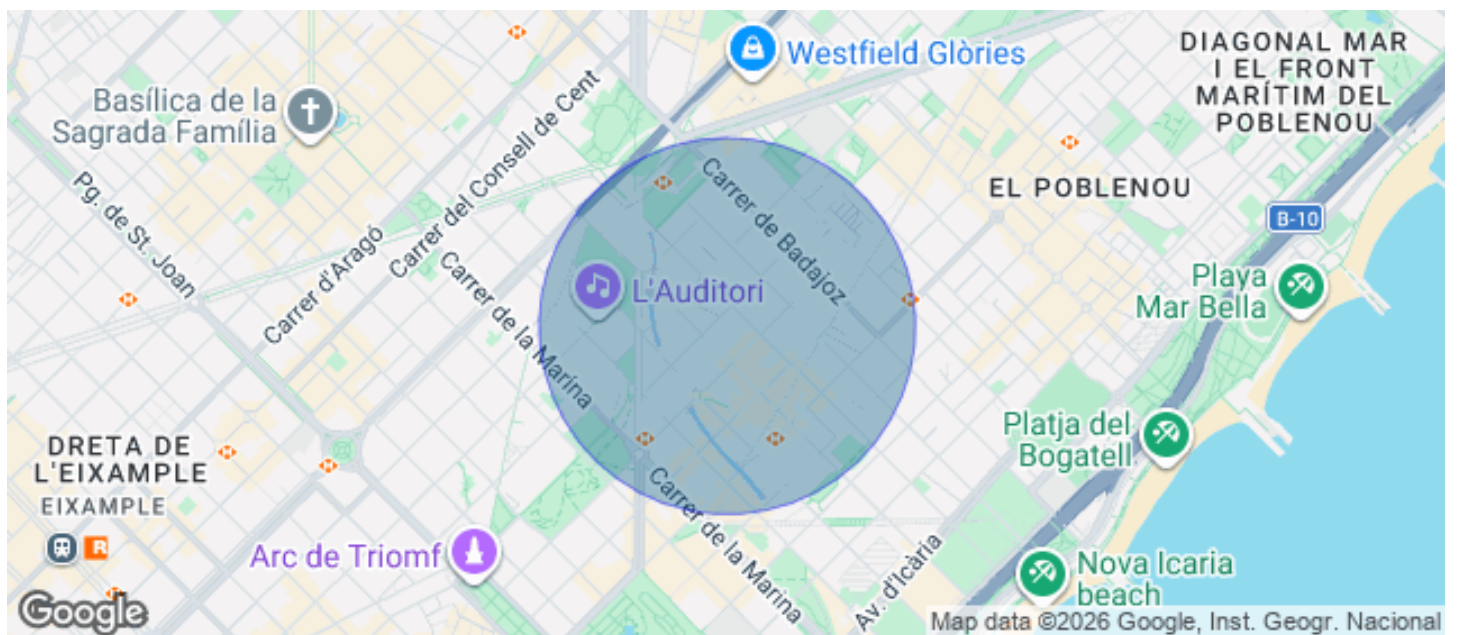 Westfield Glòries
DIAGONAL MAR
I EL FRONT
MARÍTIM DEL
POBLENOU
Basílica de la
Sagrada Família
Carrer del Consell de Cent
Pg. de St. Joan
Carrer d'Aragó
Carrer de la Marina
Carrer de Badajoz
EL POBLENOU
B-10
L'Auditori
Playa
Mar Bella
Platja del
Bogatell
DRETA DE
L'EIXAMPLE
EIXAMPLE
R
Arc de Triomf
Carrer de la Marina
Av. d'Icària
Nova Icaria
beach
Google
Map data ©2026 Google, Inst. Geogr. Nacional